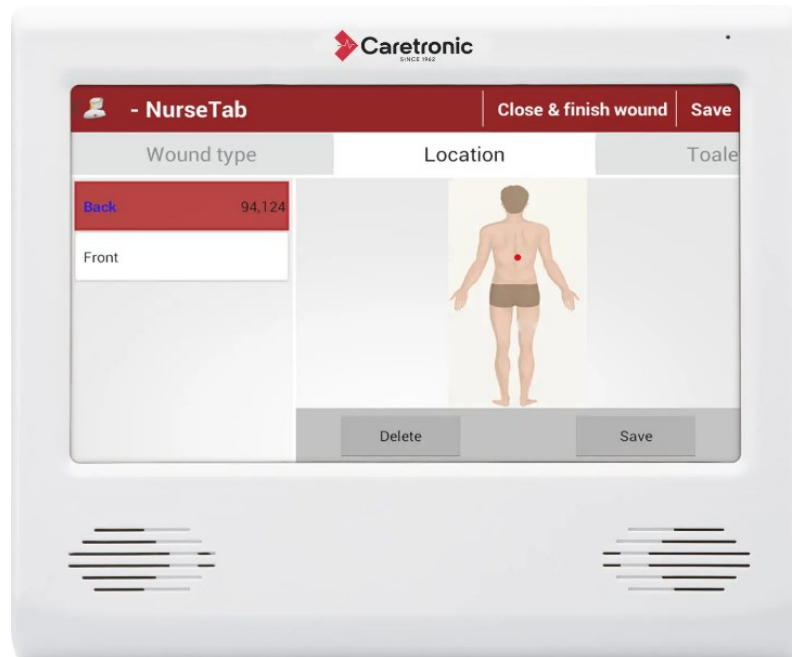 Caretronic
SINCE 1962
- NurseTab
Close & finish wound
Save
Wound type
Location
Toale
Back
94,124
Front
Delete
Save